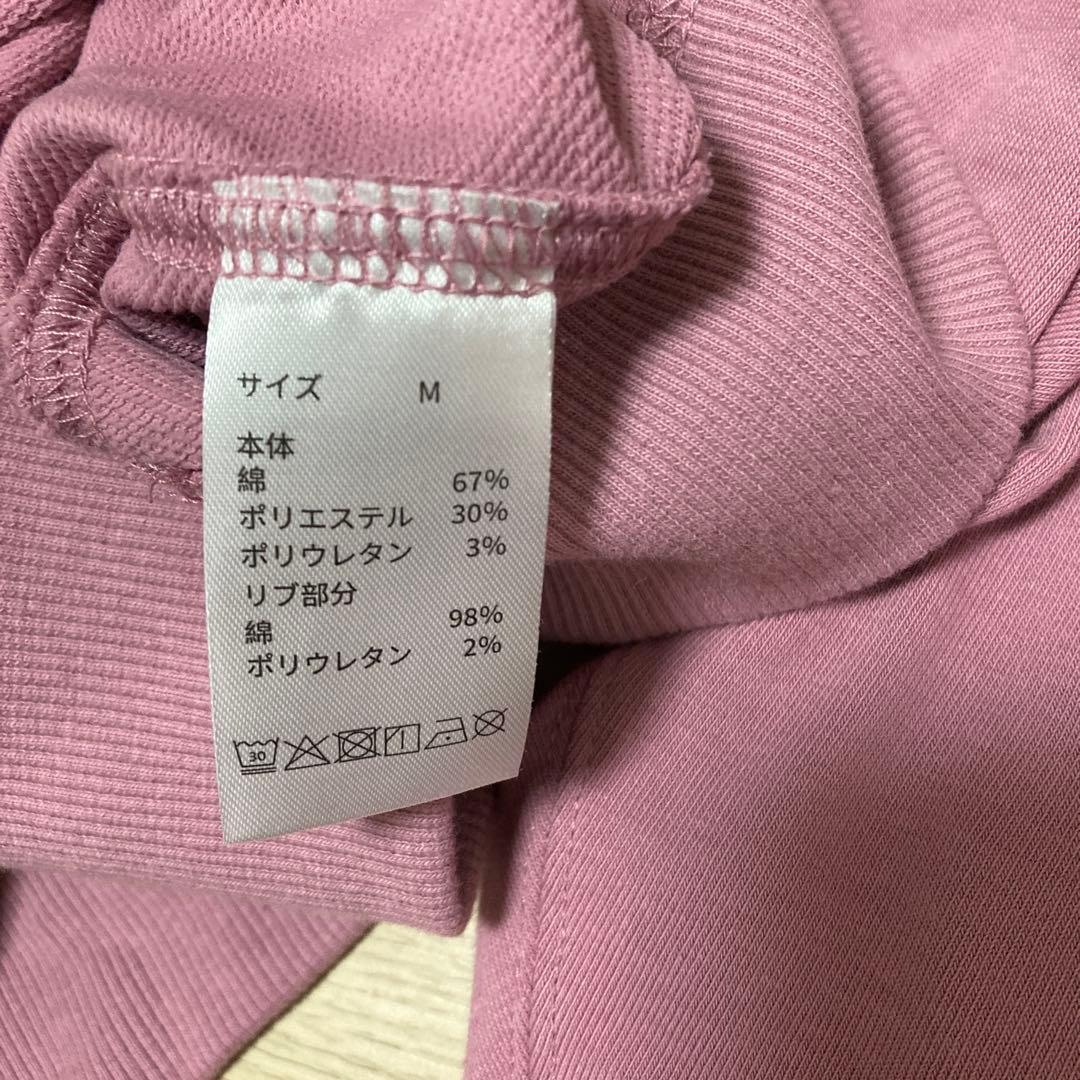 サイズ M
本体
綿 67%
ポリエステル 30%
ポリウレタン 3%
リブ部分
綿 98%
ポリウレタン 2%
30